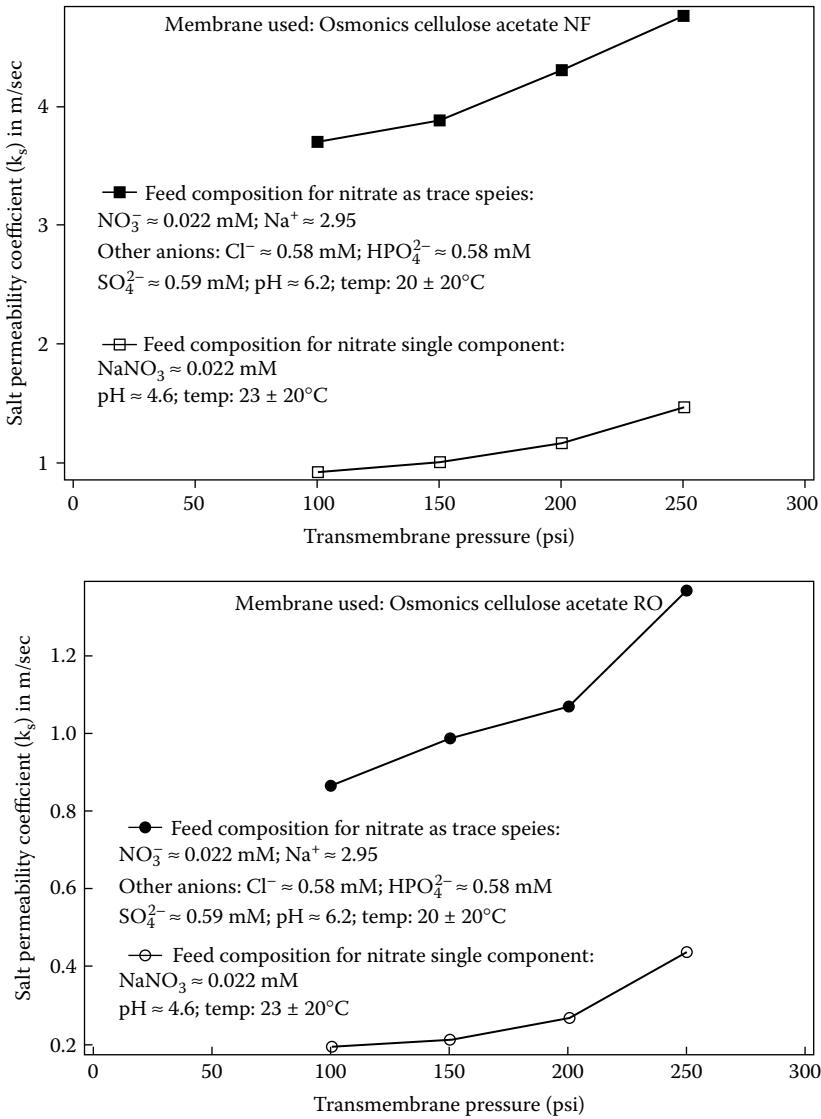 Membrane used: Osmonics cellulose acetate NF
Salt permeability coefficient (kₛ) in m/sec
4
3
2
1
Feed composition for nitrate as trace speies:
NO₃⁻ ≈ 0.022 mM; Na⁺ ≈ 2.95
Other anions: Cl⁻ ≈ 0.58 mM; HPO₄²⁻ ≈ 0.58 mM
SO₄²⁻ ≈ 0.59 mM; pH ≈ 6.2; temp: 20 ± 20°C
Feed composition for nitrate single component:
NaNO₃ ≈ 0.022 mM
pH ≈ 4.6; temp: 23 ± 20°C
0 50 100 150 200 250 300
Transmembrane pressure (psi)
Membrane used: Osmonics cellulose acetate RO
Salt permeability coefficient (kₛ) in m/sec
1.2
1.0
0.8
0.6
0.4
0.2
Feed composition for nitrate as trace speies:
NO₃⁻ ≈ 0.022 mM; Na⁺ ≈ 2.95
Other anions: Cl⁻ ≈ 0.58 mM; HPO₄²⁻ ≈ 0.58 mM
SO₄²⁻ ≈ 0.59 mM; pH ≈ 6.2; temp: 20 ± 20°C
Feed composition for nitrate single component:
NaNO₃ ≈ 0.022 mM
pH ≈ 4.6; temp: 23 ± 20°C
0 50 100 150 200 250 300
Transmembrane pressure (psi)